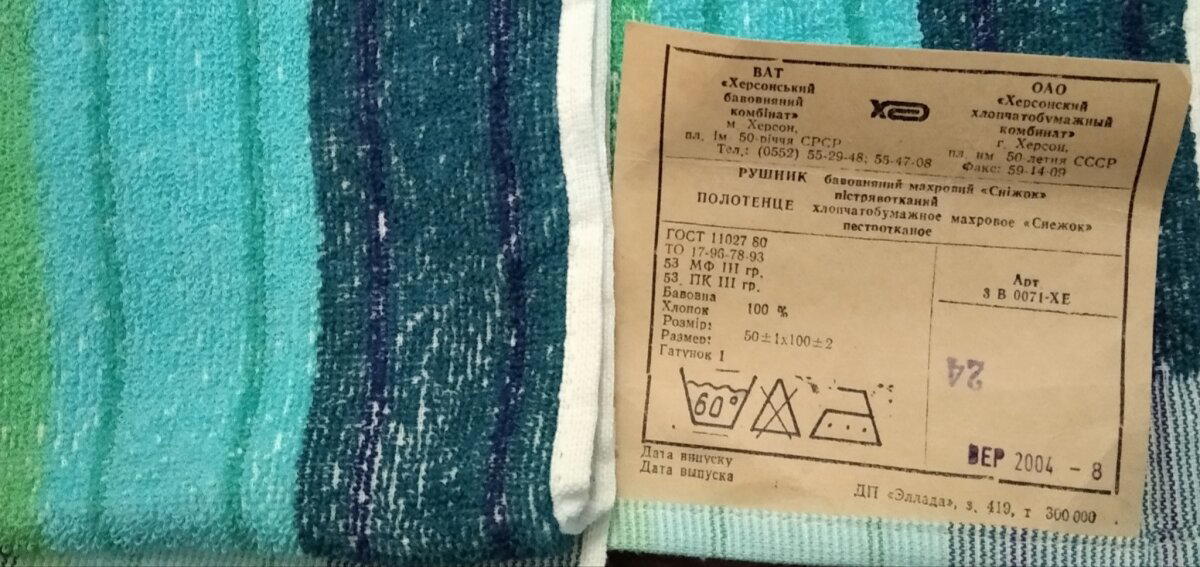 ВАТ
«Херсонський
бавовняний
комбінат»
м Херсон,
пл. Ім 50-річчя СРСР
Тел.: (0552) 55-29-48; 55-47-08
ХБ
ОАО
«Херсонский
хлопчатобумажный
комбинат»
г. Херсон,
пл им 50-летия СССР
Факс: 59-14-09
РУШНИК бавовняний махровий «Сніжок»
пістрявотканий
ПОЛОТЕНЦЕ хлопчатобумажное махровое «Снежок»
пестротканое
ГОСТ 11027 80
ТО 17-96-78-93
53 МФ III гр.
53 ПК III гр.
Бавовна
Хлопок 100 %
Розмір:
Размер: 50±1х100±2
Гатунок 1
Арт
3 В 0071-ХЕ
24
60°
ВЕР 2004 - 8
Дата випуску
Дата выпуска
ДП «Эллада», з. 419, т 300 000